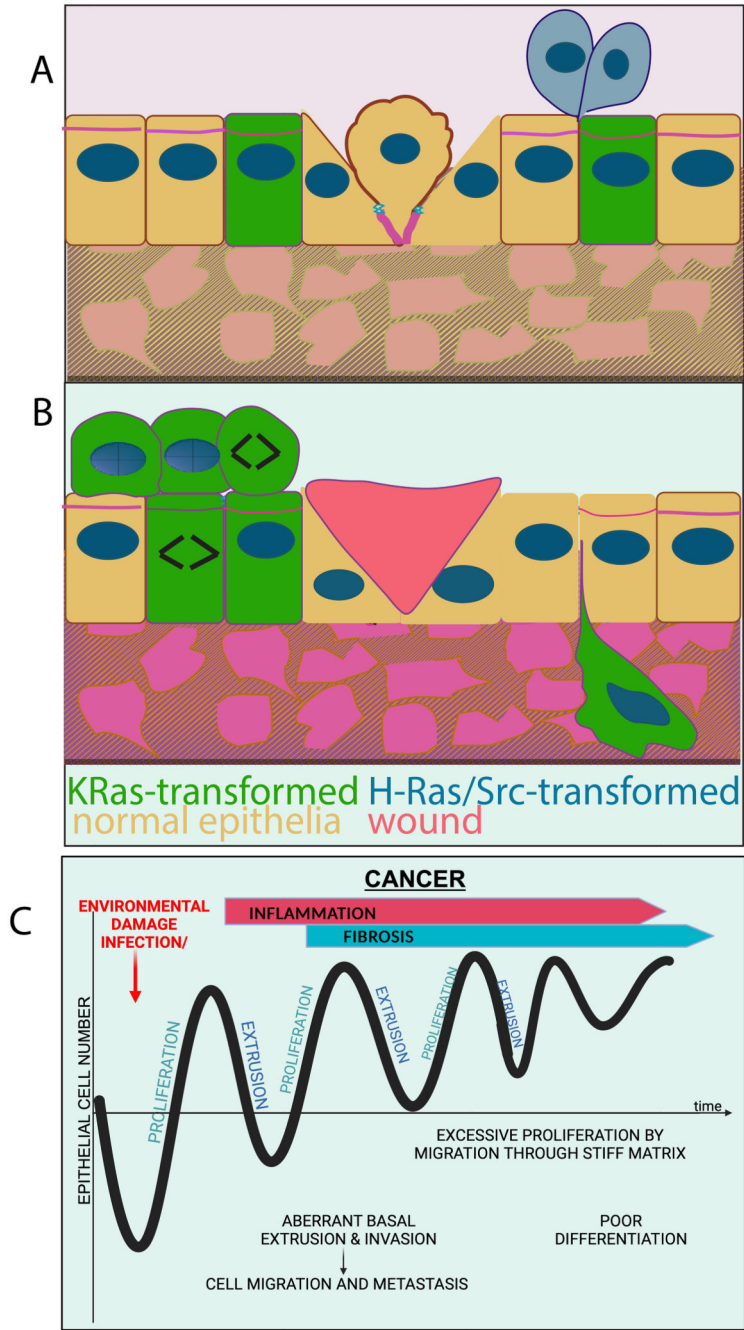 A
B
KRas-transformed H-Ras/Src-transformed
normal epithelia wound
C
CANCER
ENVIRONMENTAL
DAMAGE
INFECTION/
INFLAMMATION
FIBROSIS
EPITHELIAL CELL NUMBER
PROLIFERATION
EXTRUSION
PROLIFERATION
EXTRUSION
PROLIFERATION
EXTRUSION
time
EXCESSIVE PROLIFERATION BY
MIGRATION THROUGH STIFF MATRIX
ABERRANT BASAL
EXTRUSION & INVASION
CELL MIGRATION AND METASTASIS
POOR
DIFFERENTIATION